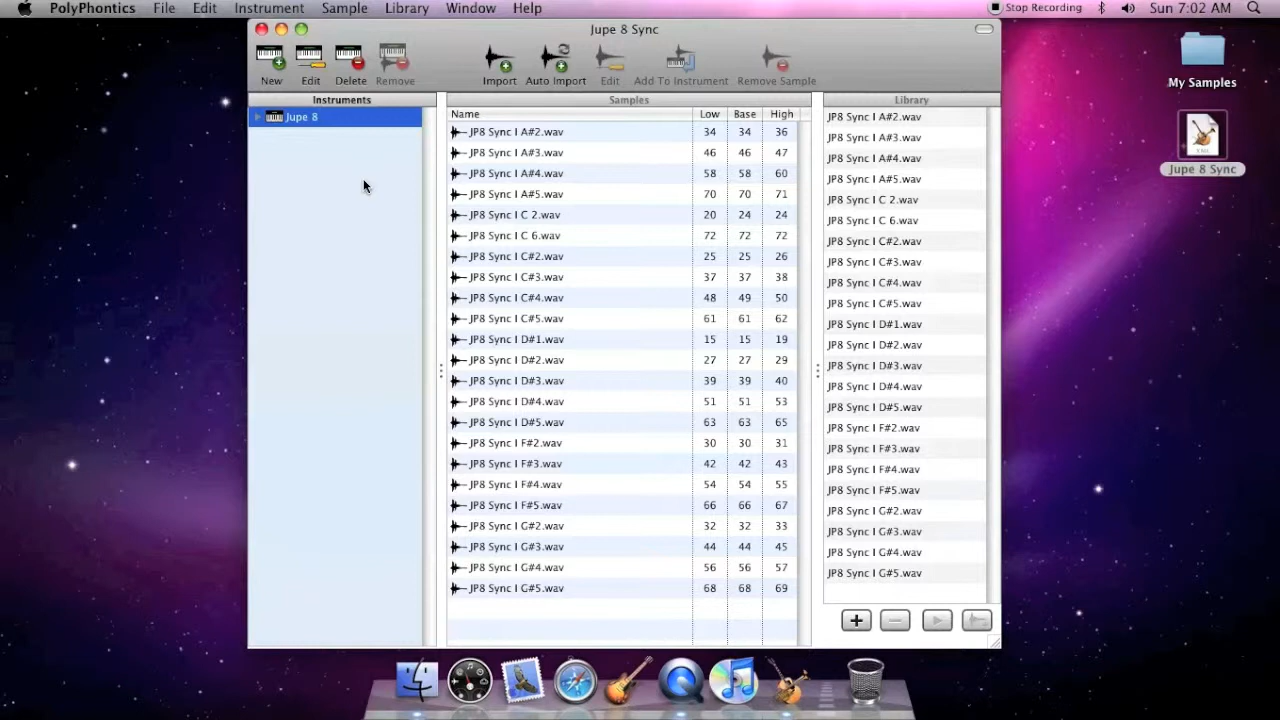 PolyPhontics File Edit Instrument Sample Library Window Help Stop Recording Sun 7:02 AM
Jupe 8 Sync
New Edit Delete Remove Import Auto Import Edit Add To Instrument Remove Sample
Instruments Samples Library
Jupe 8
Name Low Base High
JP8 Sync I A#2.wav 34 34 36
JP8 Sync I A#3.wav 46 46 47
JP8 Sync I A#4.wav 58 58 60
JP8 Sync I A#5.wav 70 70 71
JP8 Sync I C 2.wav 20 24 24
JP8 Sync I C 6.wav 72 72 72
JP8 Sync I C#2.wav 25 25 26
JP8 Sync I C#3.wav 37 37 38
JP8 Sync I C#4.wav 48 49 50
JP8 Sync I C#5.wav 61 61 62
JP8 Sync I D#1.wav 15 15 19
JP8 Sync I D#2.wav 27 27 29
JP8 Sync I D#3.wav 39 39 40
JP8 Sync I D#4.wav 51 51 53
JP8 Sync I D#5.wav 63 63 65
JP8 Sync I F#2.wav 30 30 31
JP8 Sync I F#3.wav 42 42 43
JP8 Sync I F#4.wav 54 54 55
JP8 Sync I F#5.wav 66 66 67
JP8 Sync I G#2.wav 32 32 33
JP8 Sync I G#3.wav 44 44 45
JP8 Sync I G#4.wav 56 56 57
JP8 Sync I G#5.wav 68 68 69
JP8 Sync I A#2.wav
JP8 Sync I A#3.wav
JP8 Sync I A#4.wav
JP8 Sync I A#5.wav
JP8 Sync I C 2.wav
JP8 Sync I C 6.wav
JP8 Sync I C#2.wav
JP8 Sync I C#3.wav
JP8 Sync I C#4.wav
JP8 Sync I C#5.wav
JP8 Sync I D#1.wav
JP8 Sync I D#2.wav
JP8 Sync I D#3.wav
JP8 Sync I D#4.wav
JP8 Sync I D#5.wav
JP8 Sync I F#2.wav
JP8 Sync I F#3.wav
JP8 Sync I F#4.wav
JP8 Sync I F#5.wav
JP8 Sync I G#2.wav
JP8 Sync I G#3.wav
JP8 Sync I G#4.wav
JP8 Sync I G#5.wav
My Samples
Jupe 8 Sync